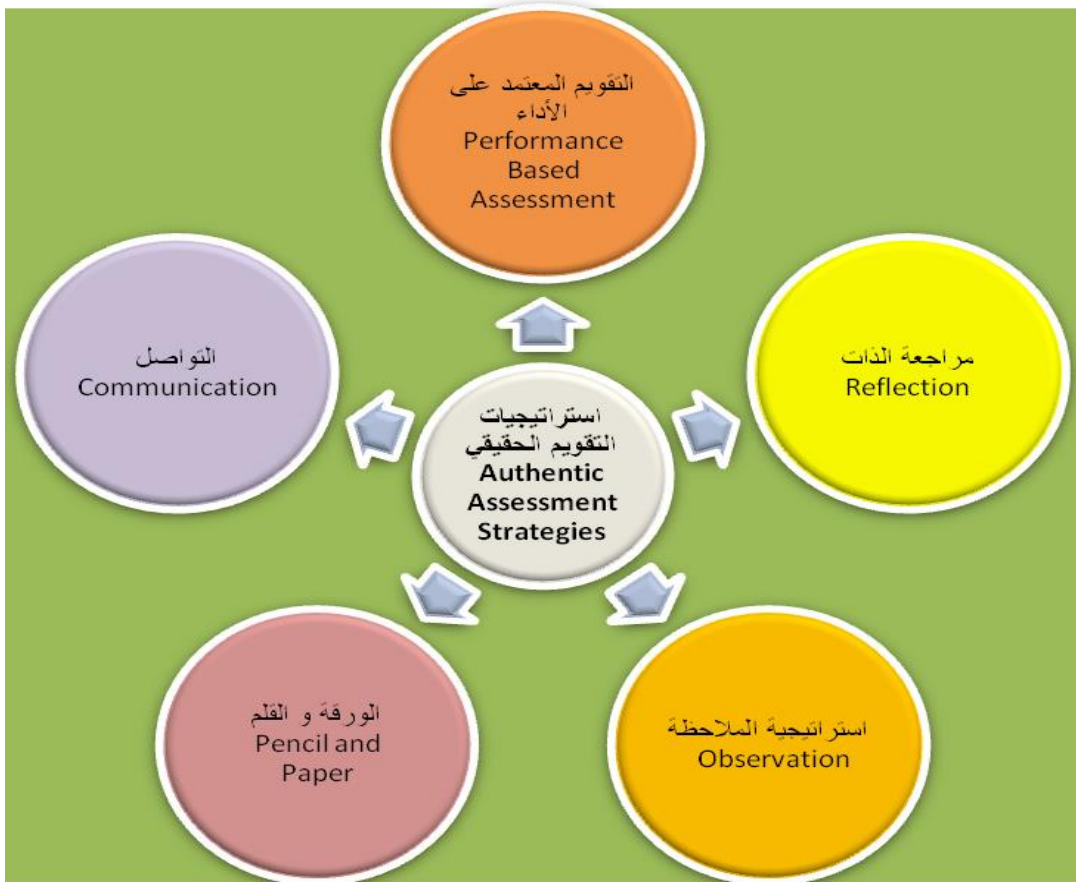 التقويم المعتمد على
الأداء
Performance
Based
Assessment
التواصل
Communication
مراجعة الذات
Reflection
استراتيجيات
التقويم الحقيقي
Authentic
Assessment
Strategies
الورقة و القلم
Pencil and
Paper
استراتيجية الملاحظة
Observation